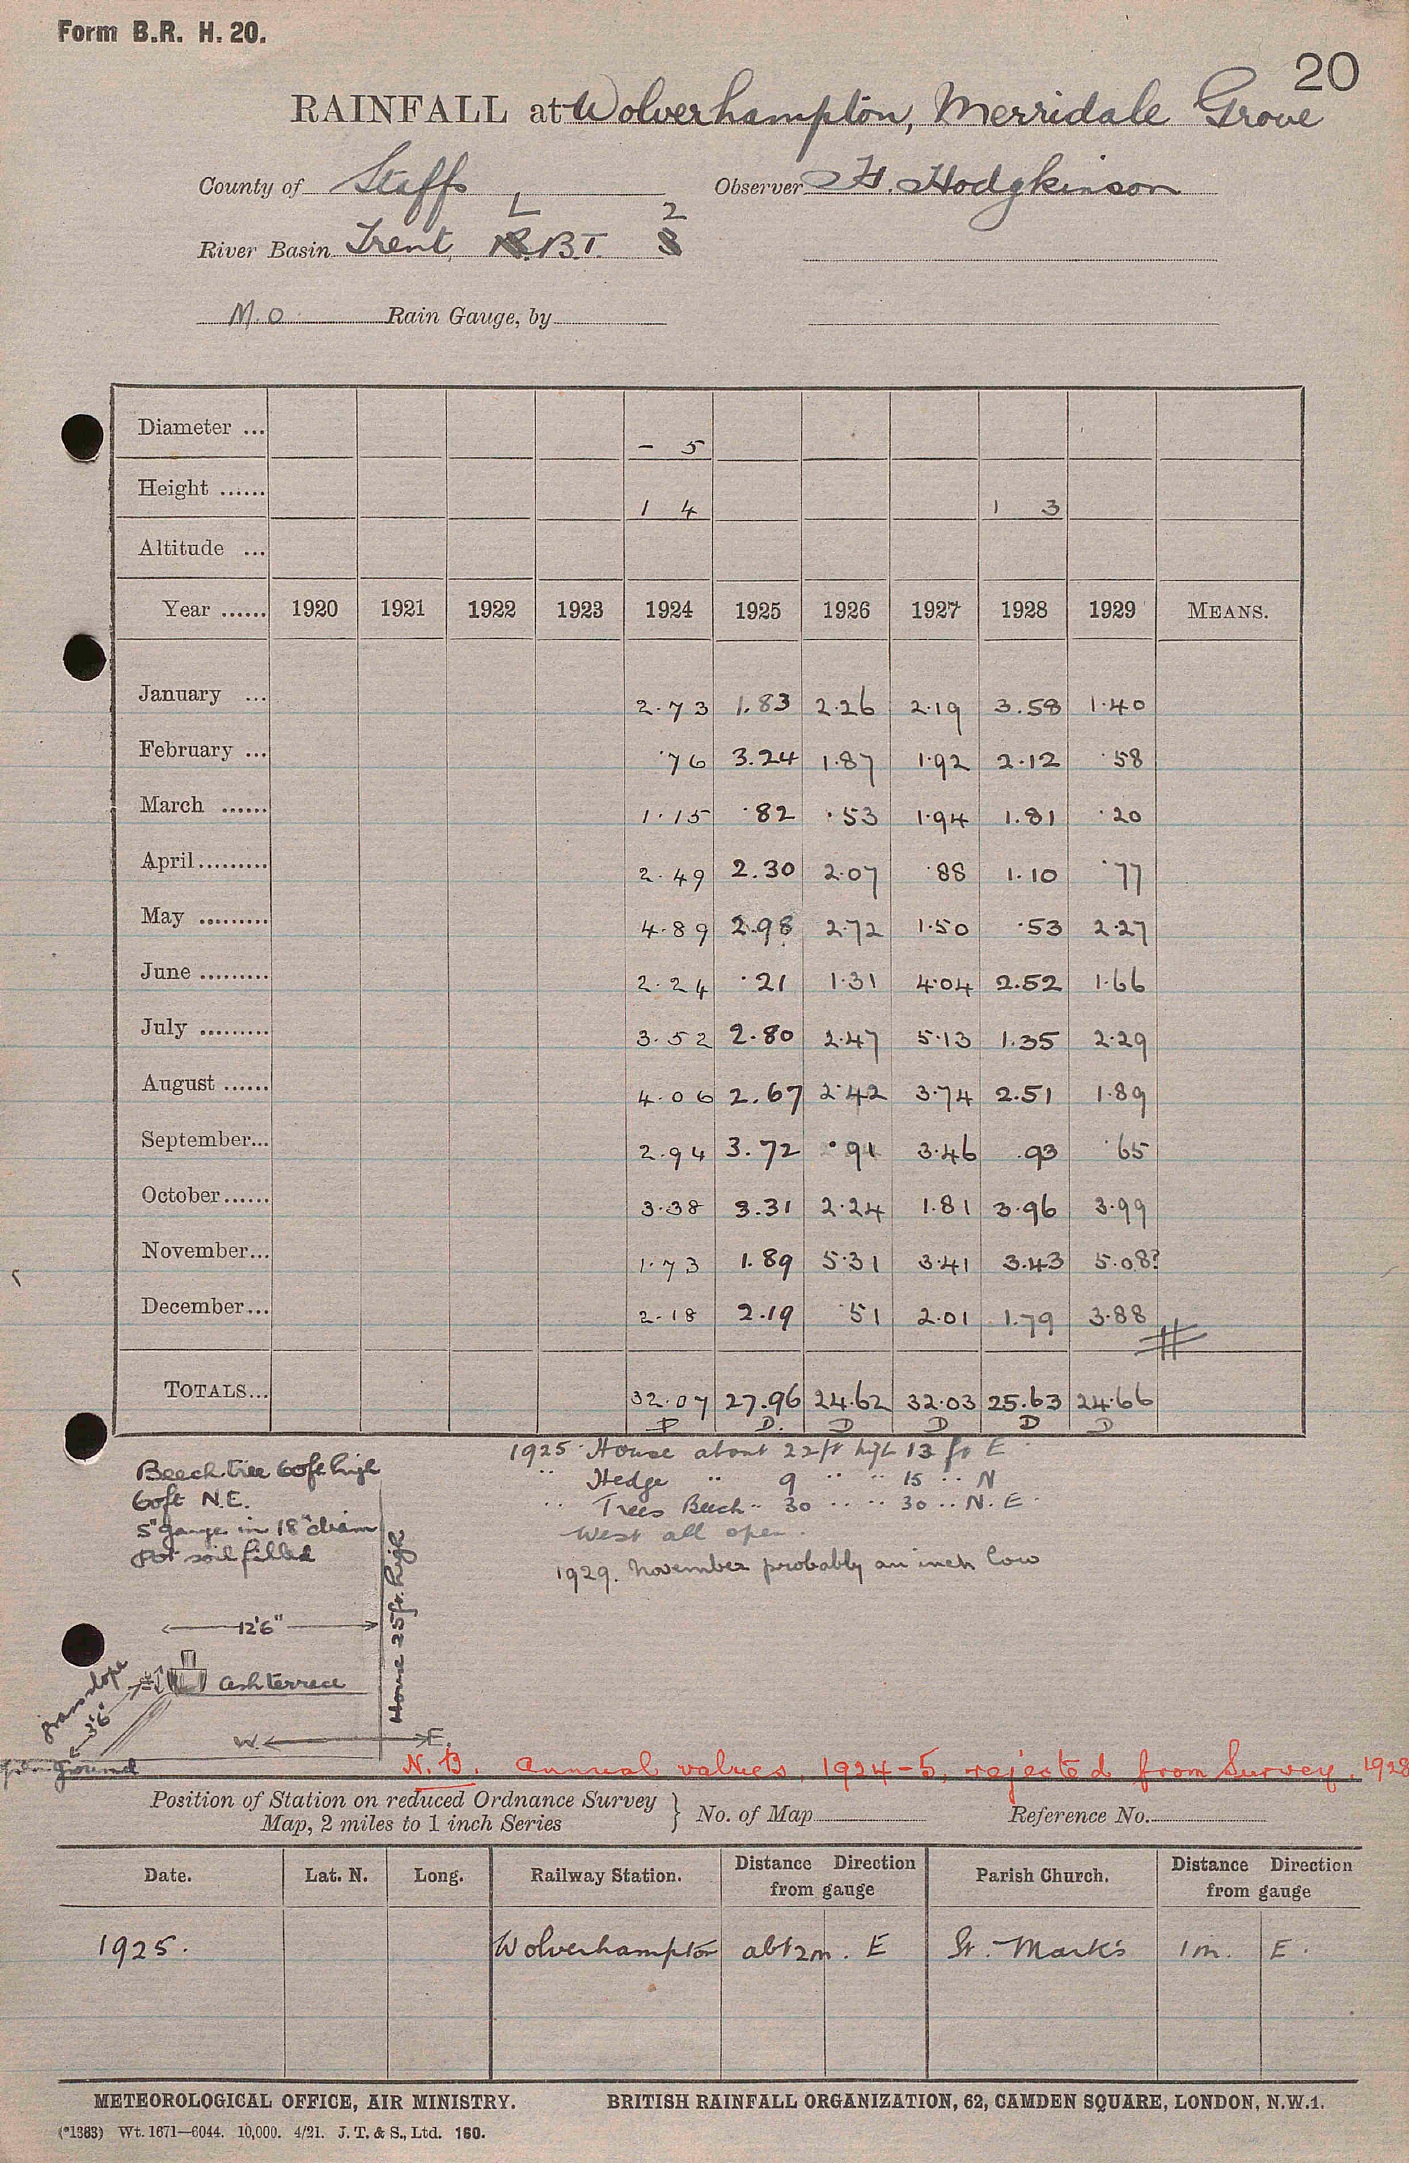 Form B.R. H. 20.
20
RAINFALL at Wolverhampton, Merridale Grove
County of Staffs Observer H. Hodgkinson
L 2
River Basin Trent, R.B.T. 8
M.O. Rain Gauge, by
Diameter ... – 5
Height ...... 1 4 1 3
Altitude ...
Year ...... 1920 1921 1922 1923 1924 1925 1926 1927 1928 1929 MEANS.
January ... 2.73 1.83 2.26 2.19 3.58 1.40
February ... .76 3.24 1.87 1.92 2.12 .58
March ...... 1.15 .82 .53 1.94 1.81 .20
April ......... 2.49 2.30 2.07 .88 1.10 .77
May ......... 4.89 2.98 2.72 1.50 .53 2.27
June ......... 2.24 .21 1.31 4.04 2.52 1.66
July ......... 3.52 2.80 2.47 5.13 1.35 2.29
August ...... 4.06 2.67 2.42 3.74 2.51 1.89
September... 2.94 3.72 .91 3.46 .93 .65
October...... 3.38 3.31 2.24 1.81 3.96 3.99
November... 1.73 1.89 5.31 3.41 3.43 5.08?
December... 2.18 2.19 .51 2.01 1.79 3.88
TOTALS... 32.07 27.96 24.62 32.03 25.63 24.66
D D. D D D D
1925. House about 22ft high 13 ft E
" Hedge " 9 " " 15 " N
" Trees Beech " 30 " " 30 " N.E.
West all open.
1929. November probably an inch low
Beech tree 60ft high
60ft N.E.
5" gauge in 18" diam
pot soil filled
12'6"
House 25ft. high
grass slope
3'6"
ash terrace
W. E.
ground
N.B. Annual values, 1924–5, rejected from Survey, 1928
Position of Station on reduced Ordnance Survey
Map, 2 miles to 1 inch Series } No. of Map Reference No.
Date. Lat. N. Long. Railway Station. Distance Direction from gauge Parish Church. Distance Direction from gauge
1925. Wolverhampton abt 2m. E St. Mark's 1m. E.
METEOROLOGICAL OFFICE, AIR MINISTRY. BRITISH RAINFALL ORGANIZATION, 62, CAMDEN SQUARE, LONDON, N.W.1.
(*1383) Wt. 1671—6044. 10,000. 4/21. J. T. & S., Ltd. 160.